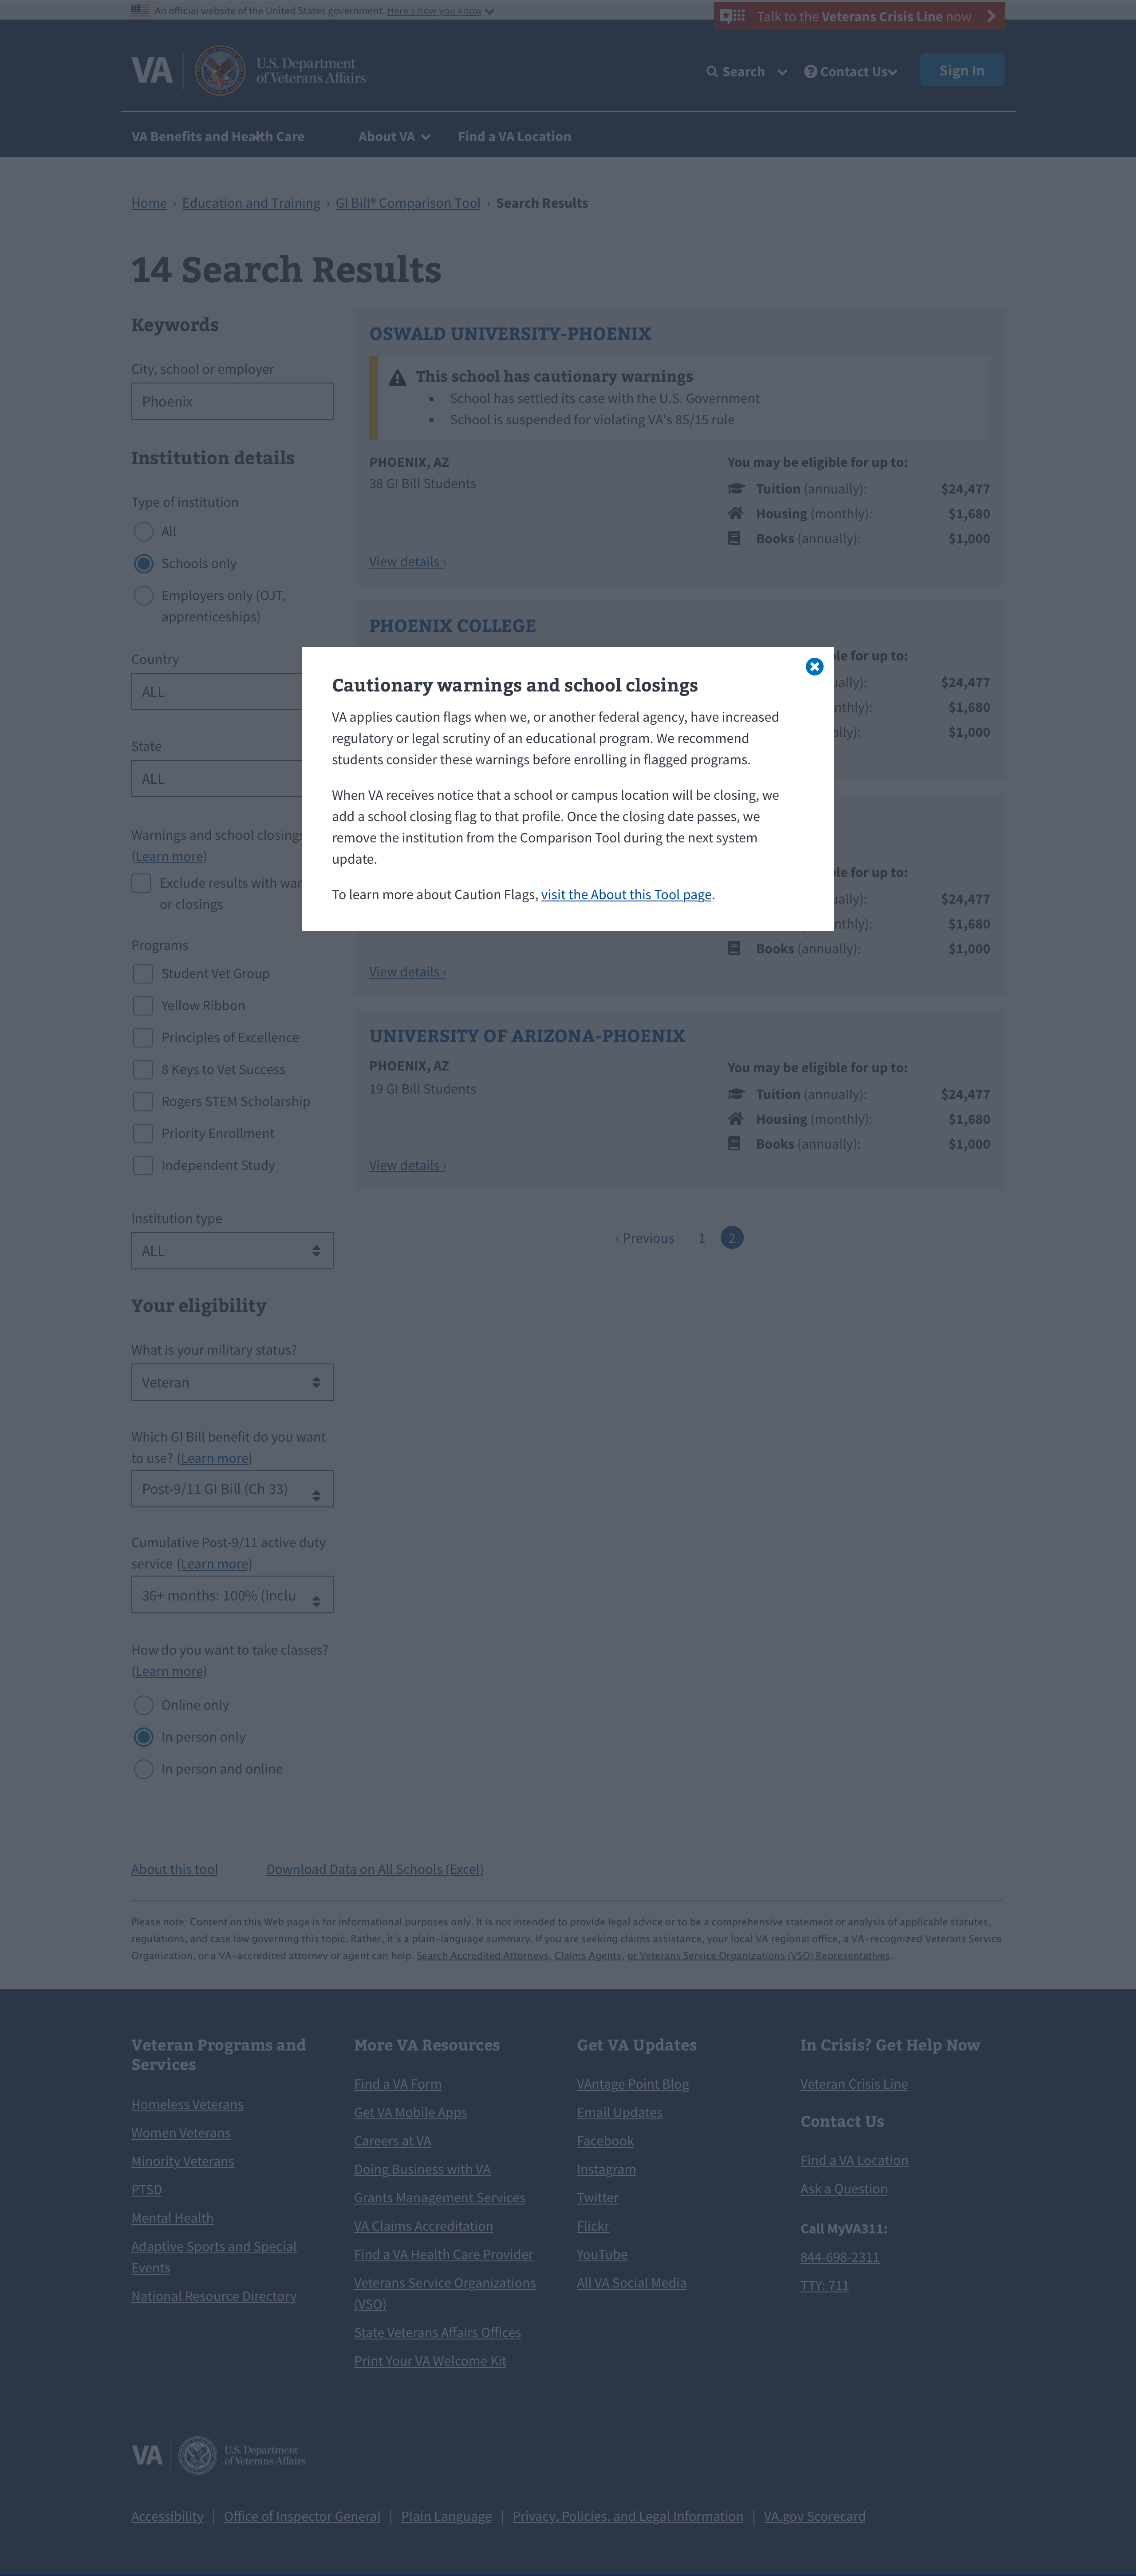 An official website of the United States government. Here's how you know
Talk to the Veterans Crisis Line now
VA
U.S. Department
of Veterans Affairs
Search
Contact Us
Sign In
VA Benefits and Health Care
About VA
Find a VA Location
Home › Education and Training › GI Bill® Comparison Tool › Search Results
14 Search Results
Keywords
City, school or employer
Phoenix
Institution details
Type of institution
All
Schools only
Employers only (OJT,
apprenticeships)
Country
ALL
State
ALL
Warnings and school closings
(Learn more)
Exclude results with
or closings
Programs
Student Vet Group
Yellow Ribbon
Principles of Excellence
8 Keys to Vet Success
Rogers STEM Scholarship
Priority Enrollment
Independent Study
Institution type
ALL
Your eligibility
What is your military status?
Veteran
Which GI Bill benefit do you want
to use? (Learn more)
Post-9/11 GI Bill (Ch 33)
Cumulative Post-9/11 active duty
service (Learn more)
36+ months: 100% (inclu
How do you want to take classes?
(Learn more)
Online only
In person only
In person and online
OSWALD UNIVERSITY-PHOENIX
This school has cautionary warnings
▪ School has settled its case with the U.S. Government
▪ School is suspended for violating VA's 85/15 rule
PHOENIX, AZ
38 GI Bill Students
View details ›
You may be eligible for up to:
Tuition (annually): $24,477
Housing (monthly): $1,680
Books (annually): $1,000
PHOENIX COLLEGE
for up to:
$24,477
$1,680
$1,000
Cautionary warnings and school closings
VA applies caution flags when we, or another federal agency, have increased
regulatory or legal scrutiny of an educational program. We recommend
students consider these warnings before enrolling in flagged programs.
When VA receives notice that a school or campus location will be closing, we
add a school closing flag to that profile. Once the closing date passes, we
remove the institution from the Comparison Tool during the next system
update.
To learn more about Caution Flags, visit the About this Tool page.
for up to:
$24,477
$1,680
Books (annually): $1,000
View details ›
UNIVERSITY OF ARIZONA-PHOENIX
PHOENIX, AZ
19 GI Bill Students
View details ›
You may be eligible for up to:
Tuition (annually): $24,477
Housing (monthly): $1,680
Books (annually): $1,000
‹ Previous 1 2
About this tool
Download Data on All Schools (Excel)
Please note: Content on this Web page is for informational purposes only. It is not intended to provide legal advice or to be a comprehensive statement or analysis of applicable statutes,
regulations, and case law governing this topic. Rather, it's a plain-language summary. If you are seeking claims assistance, your local VA regional office, a VA-recognized Veterans Service
Organization, or a VA-accredited attorney or agent can help. Search Accredited Attorneys, Claims Agents, or Veterans Service Organizations (VSO) Representatives.
Veteran Programs and
Services
Homeless Veterans
Women Veterans
Minority Veterans
PTSD
Mental Health
Adaptive Sports and Special
Events
National Resource Directory
More VA Resources
Find a VA Form
Get VA Mobile Apps
Careers at VA
Doing Business with VA
Grants Management Services
VA Claims Accreditation
Find a VA Health Care Provider
Veterans Service Organizations
(VSO)
State Veterans Affairs Offices
Print Your VA Welcome Kit
Get VA Updates
VAntage Point Blog
Email Updates
Facebook
Instagram
Twitter
Flickr
YouTube
All VA Social Media
In Crisis? Get Help Now
Veteran Crisis Line
Contact Us
Find a VA Location
Ask a Question
Call MyVA311:
844-698-2311
TTY: 711
VA
U.S. Department
of Veterans Affairs
Accessibility | Office of Inspector General | Plain Language | Privacy, Policies, and Legal Information | VA.gov Scorecard